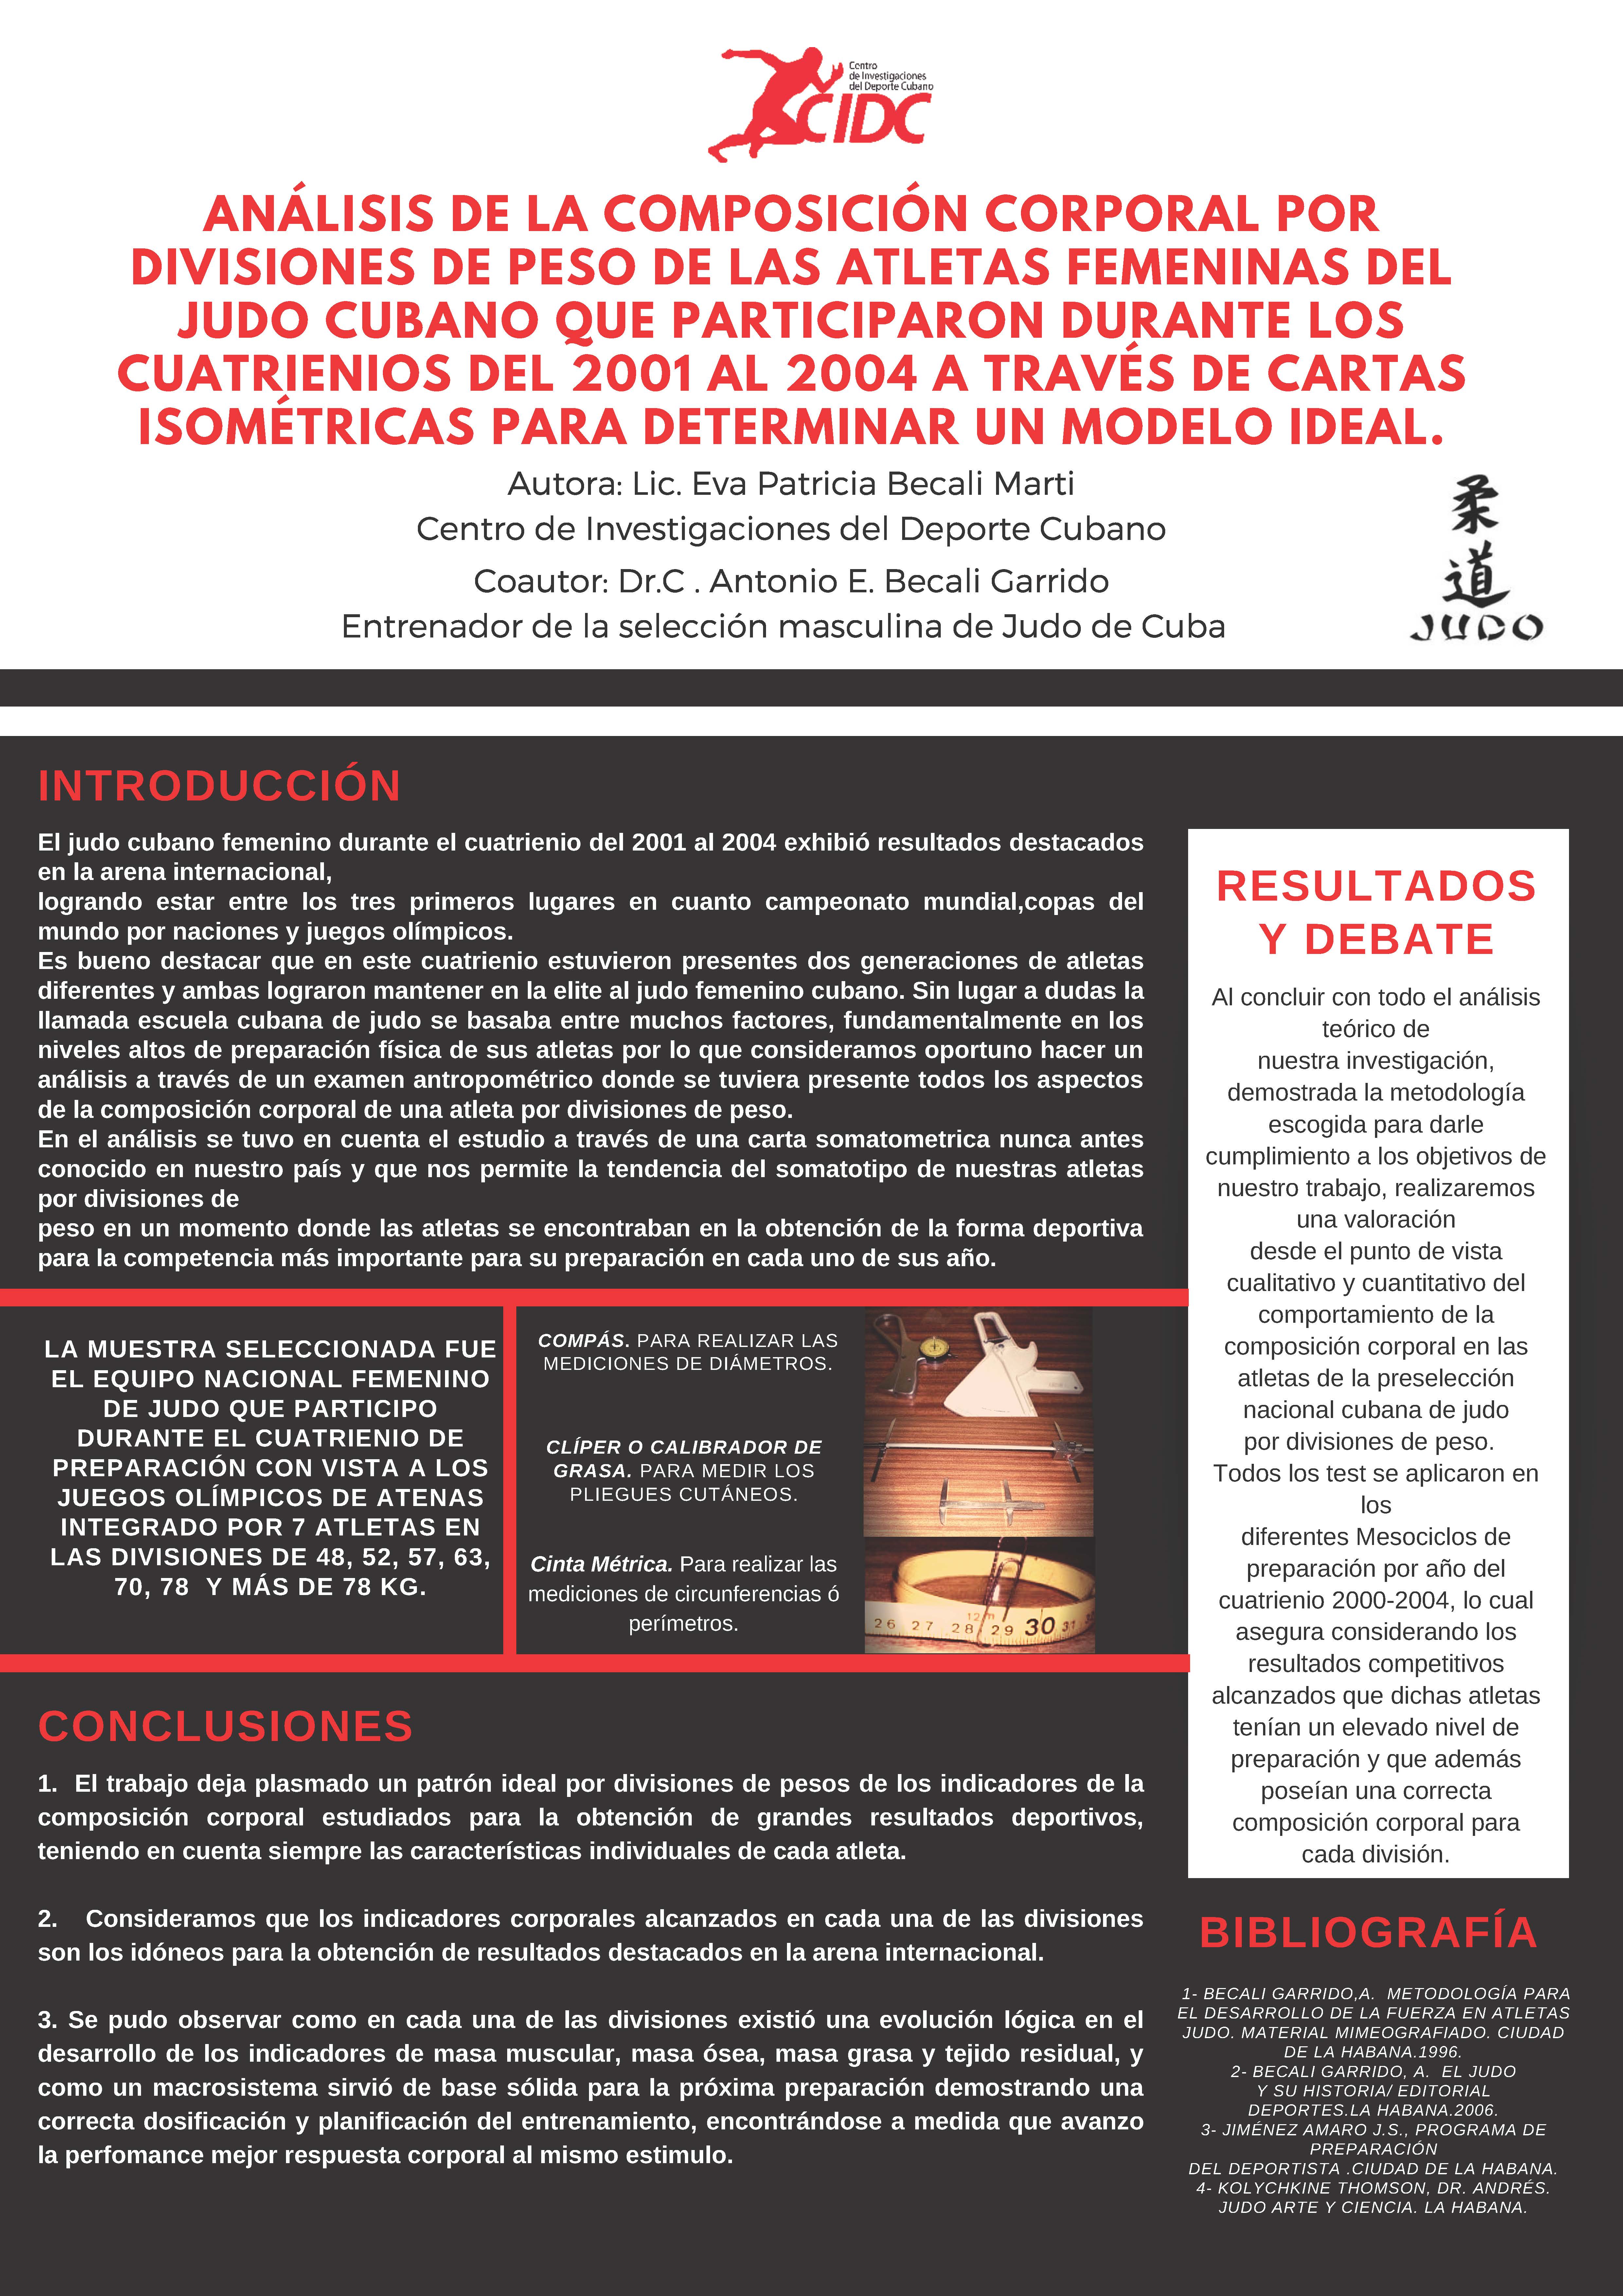 Centro
de Investigaciones
del Deporte Cubano
CIDC
ANÁLISIS DE LA COMPOSICIÓN CORPORAL POR
DIVISIONES DE PESO DE LAS ATLETAS FEMENINAS DEL
JUDO CUBANO QUE PARTICIPARON DURANTE LOS
CUATRIENIOS DEL 2001 AL 2004 A TRAVÉS DE CARTAS
ISOMÉTRICAS PARA DETERMINAR UN MODELO IDEAL.
Autora: Lic. Eva Patricia Becali Marti
Centro de Investigaciones del Deporte Cubano
Coautor: Dr.C . Antonio E. Becali Garrido
Entrenador de la selección masculina de Judo de Cuba
柔
道
JUDO
INTRODUCCIÓN
El judo cubano femenino durante el cuatrienio del 2001 al 2004 exhibió resultados destacados
en la arena internacional,
logrando estar entre los tres primeros lugares en cuanto campeonato mundial,copas del
mundo por naciones y juegos olímpicos.
Es bueno destacar que en este cuatrienio estuvieron presentes dos generaciones de atletas
diferentes y ambas lograron mantener en la elite al judo femenino cubano. Sin lugar a dudas la
llamada escuela cubana de judo se basaba entre muchos factores, fundamentalmente en los
niveles altos de preparación física de sus atletas por lo que consideramos oportuno hacer un
análisis a través de un examen antropométrico donde se tuviera presente todos los aspectos
de la composición corporal de una atleta por divisiones de peso.
En el análisis se tuvo en cuenta el estudio a través de una carta somatometrica nunca antes
conocido en nuestro país y que nos permite la tendencia del somatotipo de nuestras atletas
por divisiones de
peso en un momento donde las atletas se encontraban en la obtención de la forma deportiva
para la competencia más importante para su preparación en cada uno de sus año.
LA MUESTRA SELECCIONADA FUE
EL EQUIPO NACIONAL FEMENINO
DE JUDO QUE PARTICIPO
DURANTE EL CUATRIENIO DE
PREPARACIÓN CON VISTA A LOS
JUEGOS OLÍMPICOS DE ATENAS
INTEGRADO POR 7 ATLETAS EN
LAS DIVISIONES DE 48, 52, 57, 63,
70, 78 Y MÁS DE 78 KG.
COMPÁS. PARA REALIZAR LAS
MEDICIONES DE DIÁMETROS.
CLÍPER O CALIBRADOR DE
GRASA. PARA MEDIR LOS
PLIEGUES CUTÁNEOS.
Cinta Métrica. Para realizar las
mediciones de circunferencias ó
perímetros.
26 27 28 29 30 31
CONCLUSIONES
1. El trabajo deja plasmado un patrón ideal por divisiones de pesos de los indicadores de la
composición corporal estudiados para la obtención de grandes resultados deportivos,
teniendo en cuenta siempre las características individuales de cada atleta.
2. Consideramos que los indicadores corporales alcanzados en cada una de las divisiones
son los idóneos para la obtención de resultados destacados en la arena internacional.
3. Se pudo observar como en cada una de las divisiones existió una evolución lógica en el
desarrollo de los indicadores de masa muscular, masa ósea, masa grasa y tejido residual, y
como un macrosistema sirvió de base sólida para la próxima preparación demostrando una
correcta dosificación y planificación del entrenamiento, encontrándose a medida que avanzo
la perfomance mejor respuesta corporal al mismo estimulo.
RESULTADOS
Y DEBATE
Al concluir con todo el análisis
teórico de
nuestra investigación,
demostrada la metodología
escogida para darle
cumplimiento a los objetivos de
nuestro trabajo, realizaremos
una valoración
desde el punto de vista
cualitativo y cuantitativo del
comportamiento de la
composición corporal en las
atletas de la preselección
nacional cubana de judo
por divisiones de peso.
Todos los test se aplicaron en
los
diferentes Mesociclos de
preparación por año del
cuatrienio 2000-2004, lo cual
asegura considerando los
resultados competitivos
alcanzados que dichas atletas
tenían un elevado nivel de
preparación y que además
poseían una correcta
composición corporal para
cada división.
BIBLIOGRAFÍA
1- BECALI GARRIDO,A. METODOLOGÍA PARA
EL DESARROLLO DE LA FUERZA EN ATLETAS
JUDO. MATERIAL MIMEOGRAFIADO. CIUDAD
DE LA HABANA.1996.
2- BECALI GARRIDO, A. EL JUDO
Y SU HISTORIA/ EDITORIAL
DEPORTES.LA HABANA.2006.
3- JIMÉNEZ AMARO J.S., PROGRAMA DE
PREPARACIÓN
DEL DEPORTISTA .CIUDAD DE LA HABANA.
4- KOLYCHKINE THOMSON, DR. ANDRÉS.
JUDO ARTE Y CIENCIA. LA HABANA.